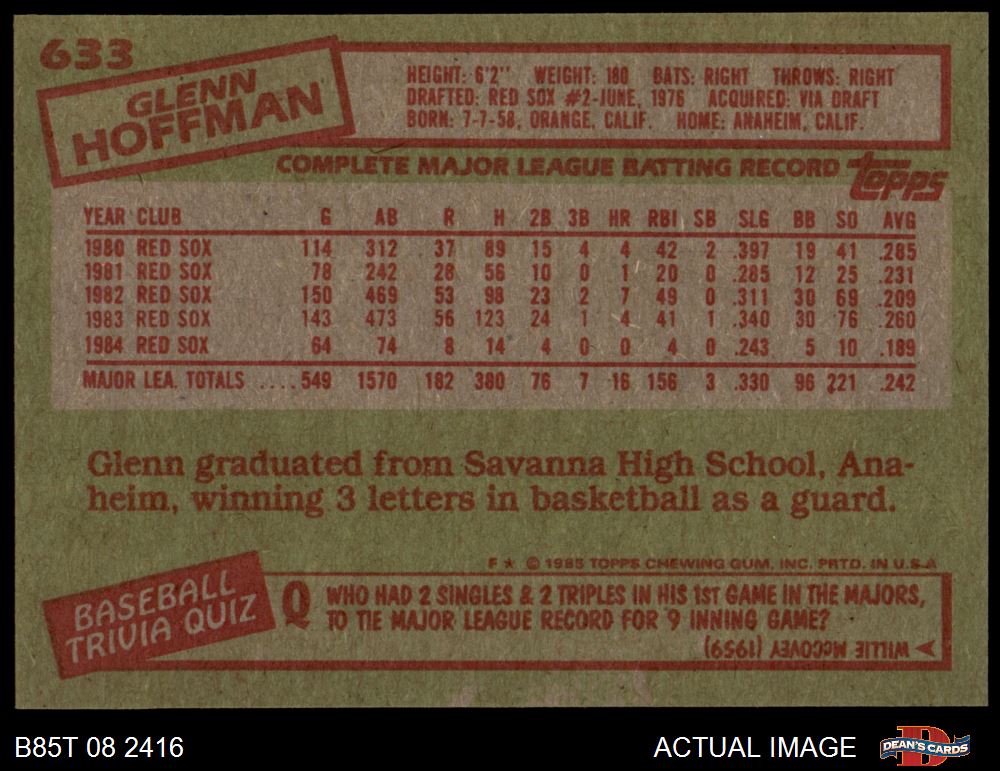 633
GLENN
HOFFMAN
HEIGHT: 6'2" WEIGHT: 180 BATS: RIGHT THROWS: RIGHT
DRAFTED: RED SOX #2-JUNE, 1976 ACQUIRED: VIA DRAFT
BORN: 7-7-58, ORANGE, CALIF. HOME: ANAHEIM, CALIF.
COMPLETE MAJOR LEAGUE BATTING RECORD topps
YEAR CLUB G AB R H 2B 3B HR RBI SB SLG BB SO AVG
1980 RED SOX 114 312 37 89 15 4 4 42 2 .397 19 41 .285
1981 RED SOX 78 242 28 56 10 0 1 20 0 .285 12 25 .231
1982 RED SOX 150 469 53 98 23 2 7 49 0 .311 30 69 .209
1983 RED SOX 143 473 56 123 24 1 4 41 1 .340 30 76 .260
1984 RED SOX 64 74 8 14 4 0 0 4 0 .243 5 10 .189
MAJOR LEA. TOTALS ....549 1570 182 380 76 7 16 156 3 .330 96 221 .242
Glenn graduated from Savanna High School, Ana-
heim, winning 3 letters in basketball as a guard.
F ★ © 1985 TOPPS CHEWING GUM, INC. PRTD. IN U.S.A
BASEBALL
TRIVIA QUIZ
Q WHO HAD 2 SINGLES & 2 TRIPLES IN HIS 1ST GAME IN THE MAJORS,
TO TIE MAJOR LEAGUE RECORD FOR 9 INNING GAME?
WILLIE MCCOVEY (1959)
B85T 08 2416
ACTUAL IMAGE
DEAN'S CARDS